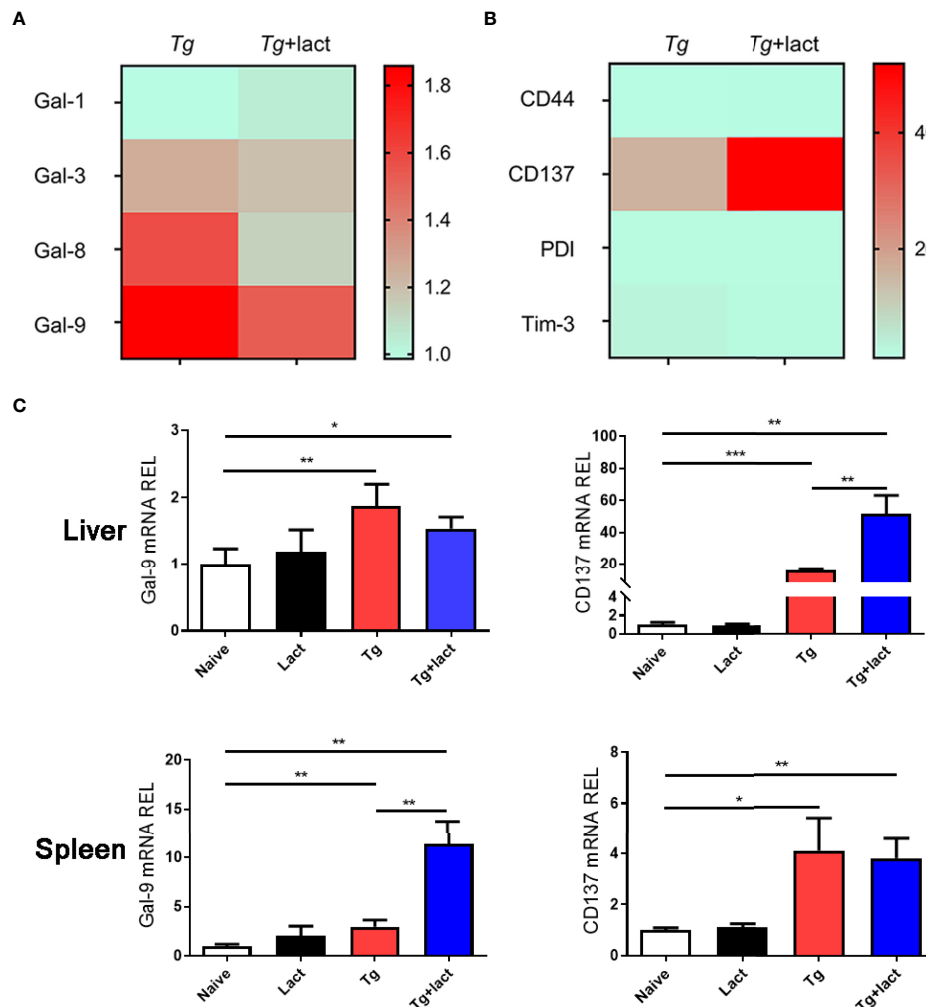 A
Tg Tg+lact
Gal-1
Gal-3
Gal-8
Gal-9
1.8
1.6
1.4
1.2
1.0
B
Tg Tg+lact
CD44
CD137
PDI
Tim-3
40
20
C
Liver
Gal-9 mRNA REL
3
2
1
0
*
**
Naive Lact Tg Tg+lact
CD137 mRNA REL
100
80
60
40
20
4
2
0
**
***
**
Naive Lact Tg Tg+lact
Spleen
Gal-9 mRNA REL
20
15
10
5
0
**
**
**
Naive Lact Tg Tg+lact
CD137 mRNA REL
8
6
4
2
0
**
*
Naive Lact Tg Tg+lact